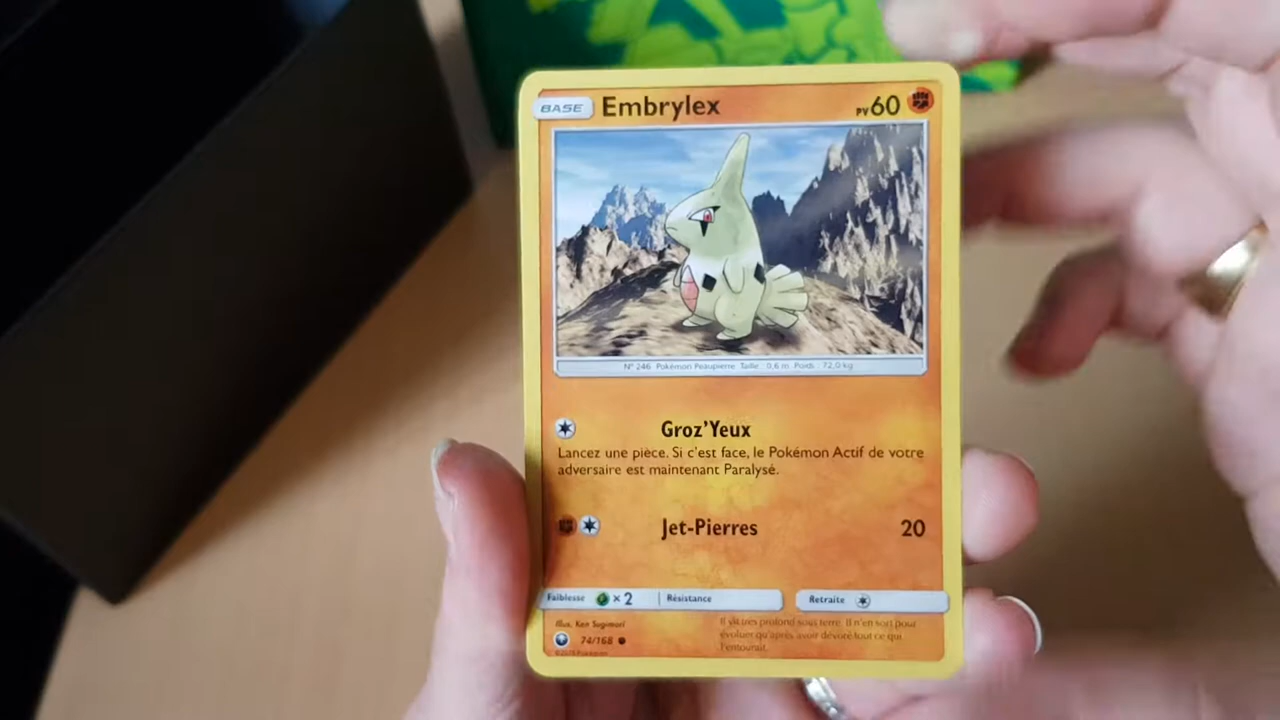 BASE Embrylex PV60
N° 246 Pokémon Peaupierre Taille : 0,6 m Poids : 72,0 kg
Groz'Yeux
Lancez une pièce. Si c'est face, le Pokémon Actif de votre
adversaire est maintenant Paralysé.
Jet-Pierres 20
Faiblesse ×2 Résistance Retraite
Illus. Ken Sugimori
74/168
©2018 Pokémon
Il vit très profond sous terre. Il n'en sort pour
évoluer qu'après avoir dévoré tout ce qui
l'entourait.